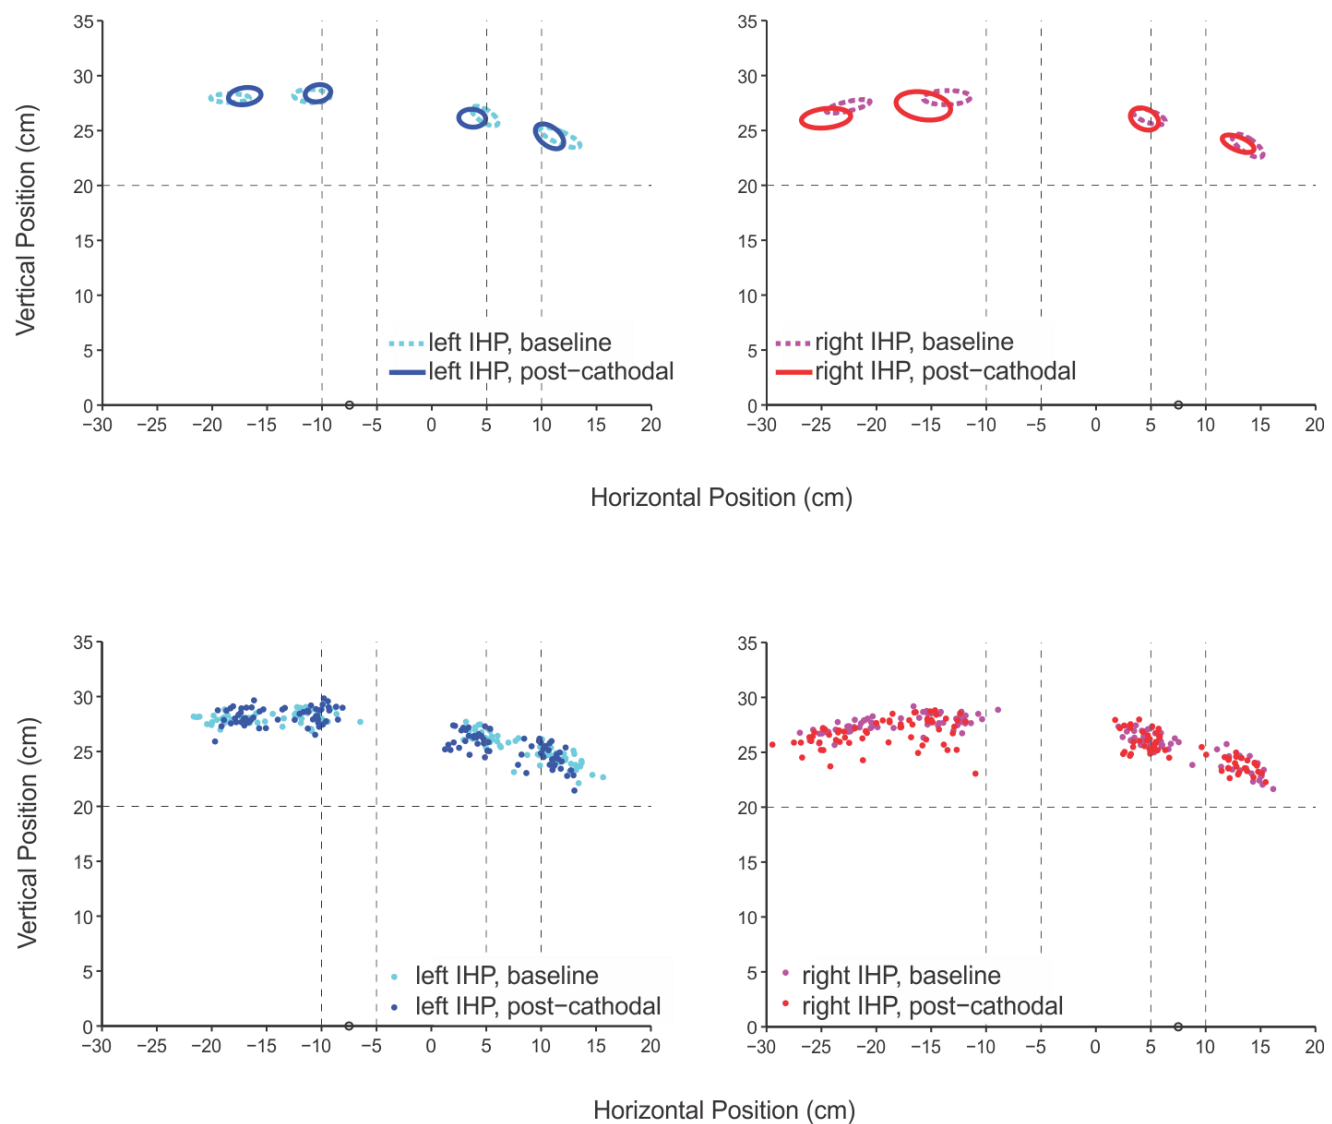 35
30
25
20
15
10
5
0
Vertical Position (cm)
left IHP, baseline
left IHP, post−cathodal
−30 −25 −20 −15 −10 −5 0 5 10 15 20
35
30
25
20
15
10
5
0
right IHP, baseline
right IHP, post−cathodal
−30 −25 −20 −15 −10 −5 0 5 10 15 20
Horizontal Position (cm)
35
30
25
20
15
10
5
0
Vertical Position (cm)
left IHP, baseline
left IHP, post−cathodal
−30 −25 −20 −15 −10 −5 0 5 10 15 20
35
30
25
20
15
10
5
0
right IHP, baseline
right IHP, post−cathodal
−30 −25 −20 −15 −10 −5 0 5 10 15 20
Horizontal Position (cm)